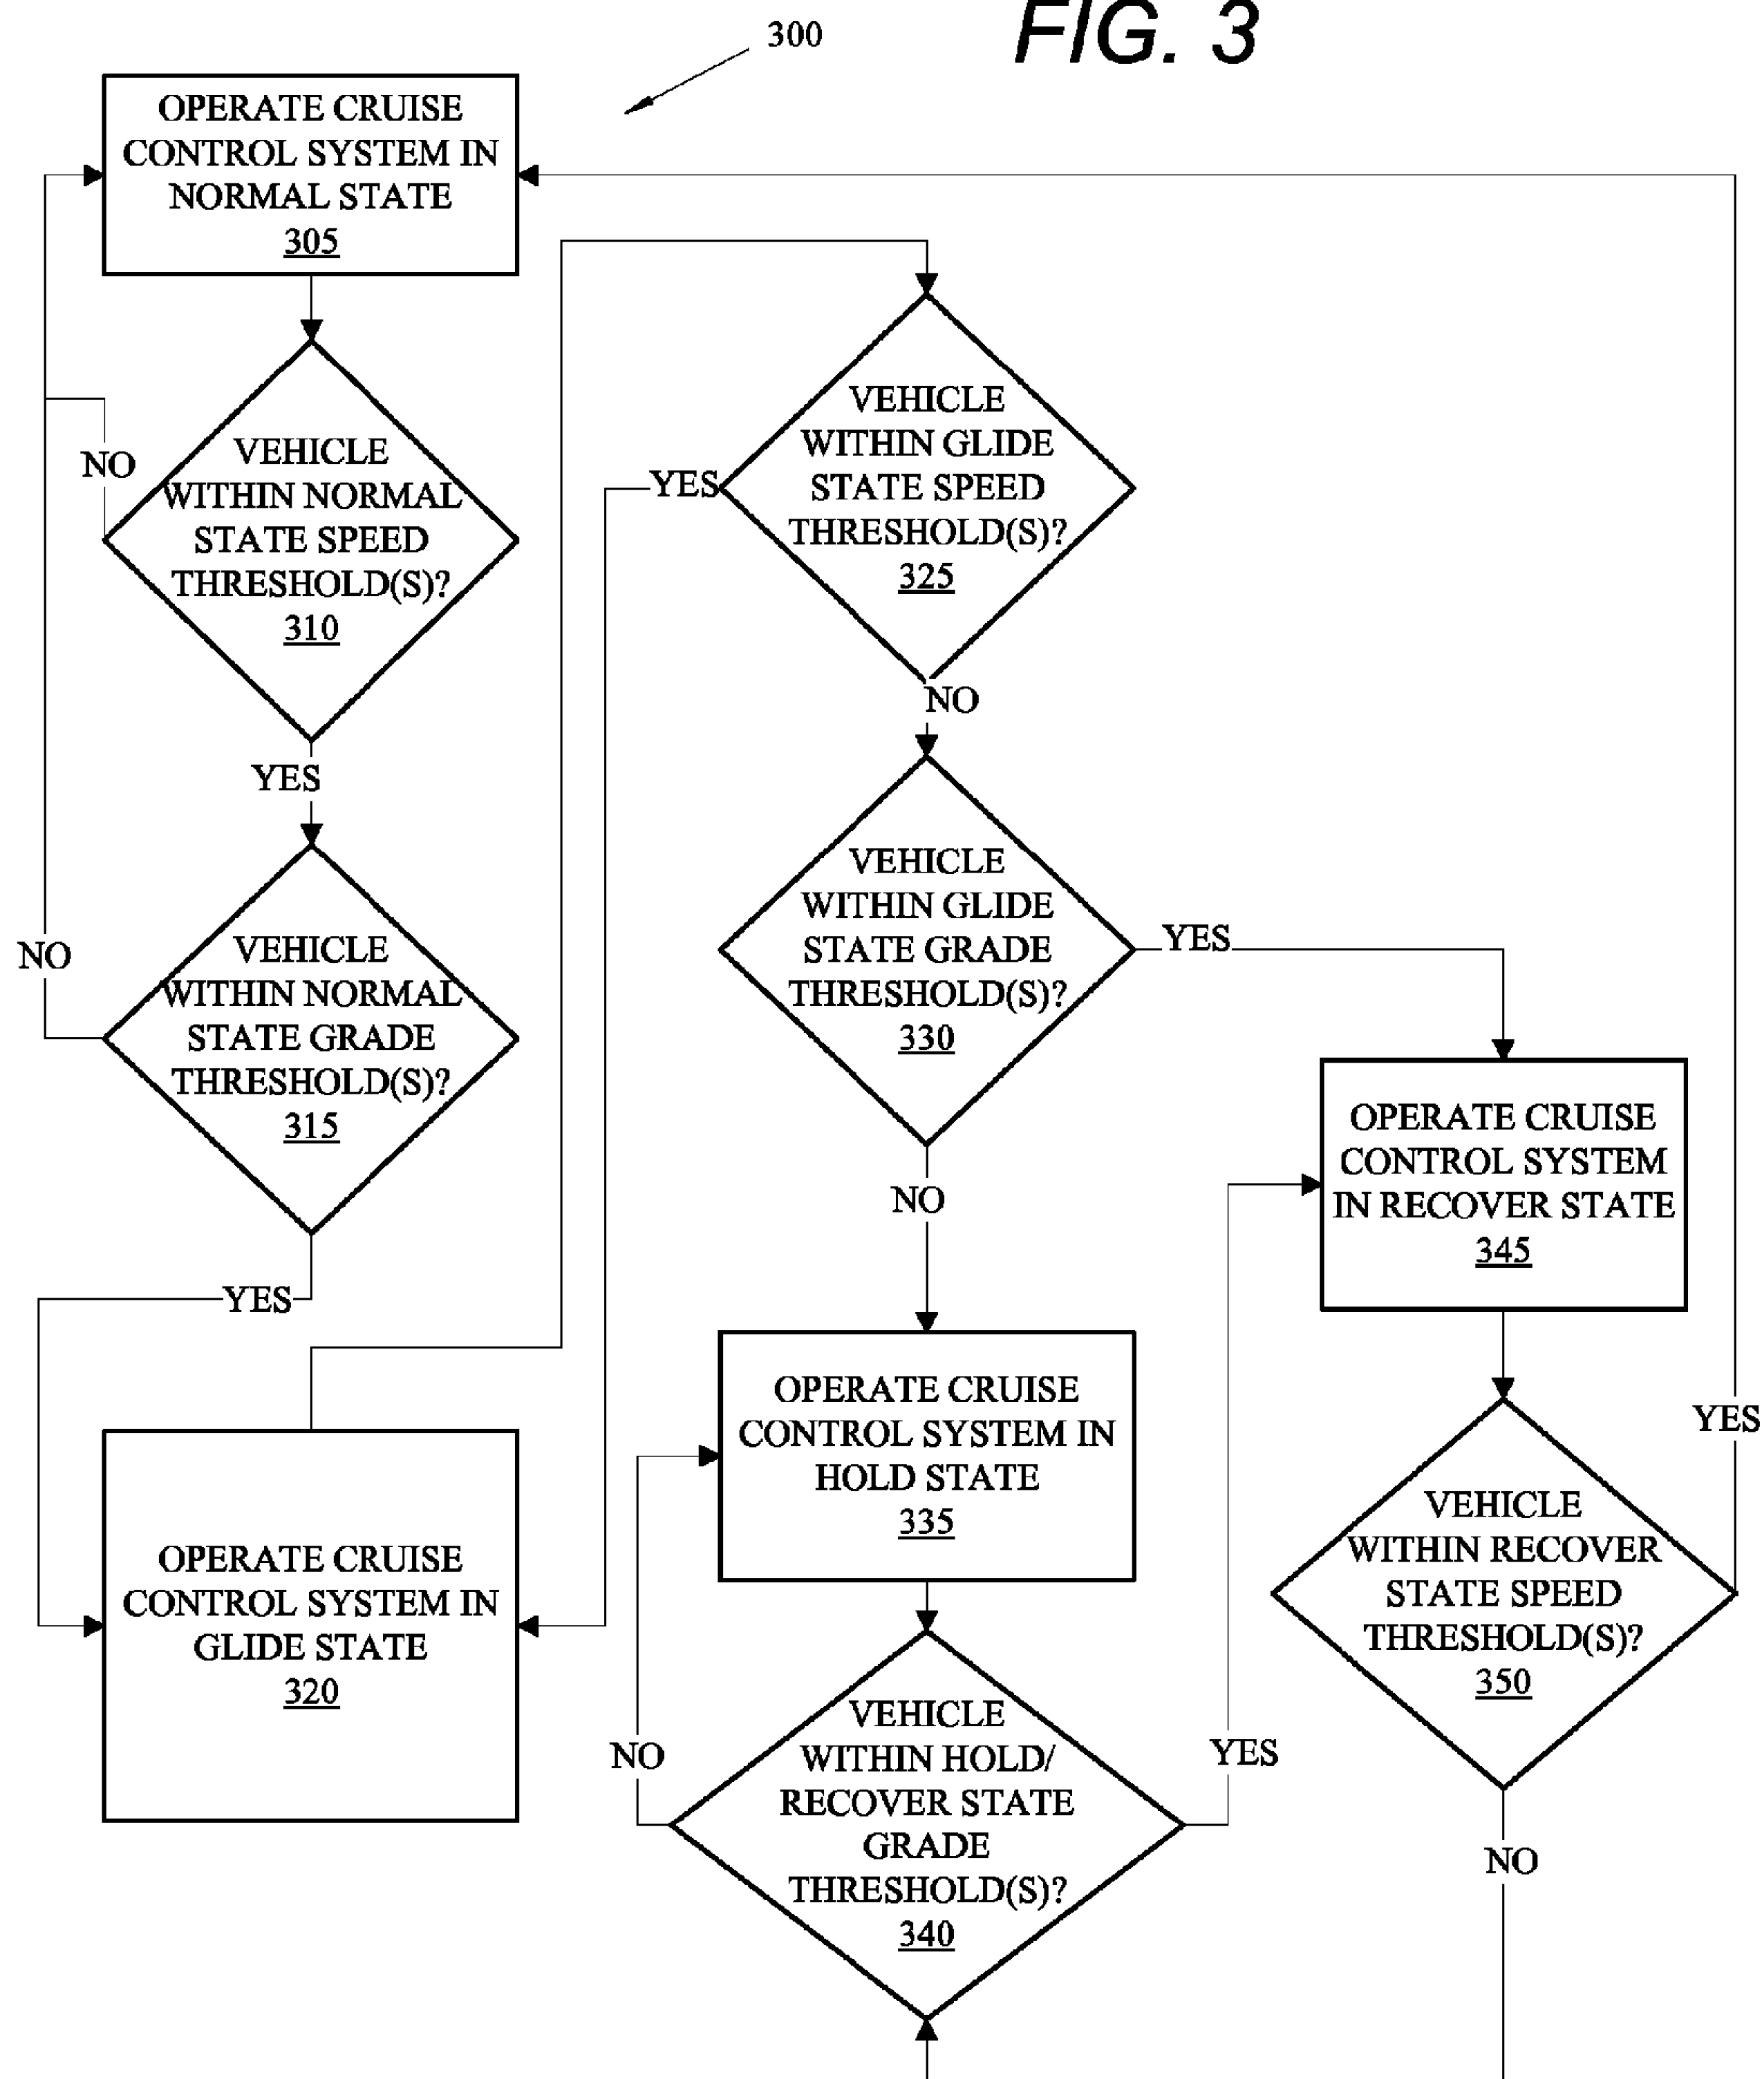 FIG. 3
300
OPERATE CRUISE
CONTROL SYSTEM IN
NORMAL STATE
305
NO
VEHICLE
WITHIN NORMAL
STATE SPEED
THRESHOLD(S)?
310
YES
NO
VEHICLE
WITHIN NORMAL
STATE GRADE
THRESHOLD(S)?
315
YES
OPERATE CRUISE
CONTROL SYSTEM IN
GLIDE STATE
320
VEHICLE
WITHIN GLIDE
STATE SPEED
THRESHOLD(S)?
325
YES
NO
VEHICLE
WITHIN GLIDE
STATE GRADE
THRESHOLD(S)?
330
YES
NO
OPERATE CRUISE
CONTROL SYSTEM IN
HOLD STATE
335
NO
VEHICLE
WITHIN HOLD/
RECOVER STATE
GRADE
THRESHOLD(S)?
340
YES
OPERATE CRUISE
CONTROL SYSTEM
IN RECOVER STATE
345
VEHICLE
WITHIN RECOVER
STATE SPEED
THRESHOLD(S)?
350
YES
NO